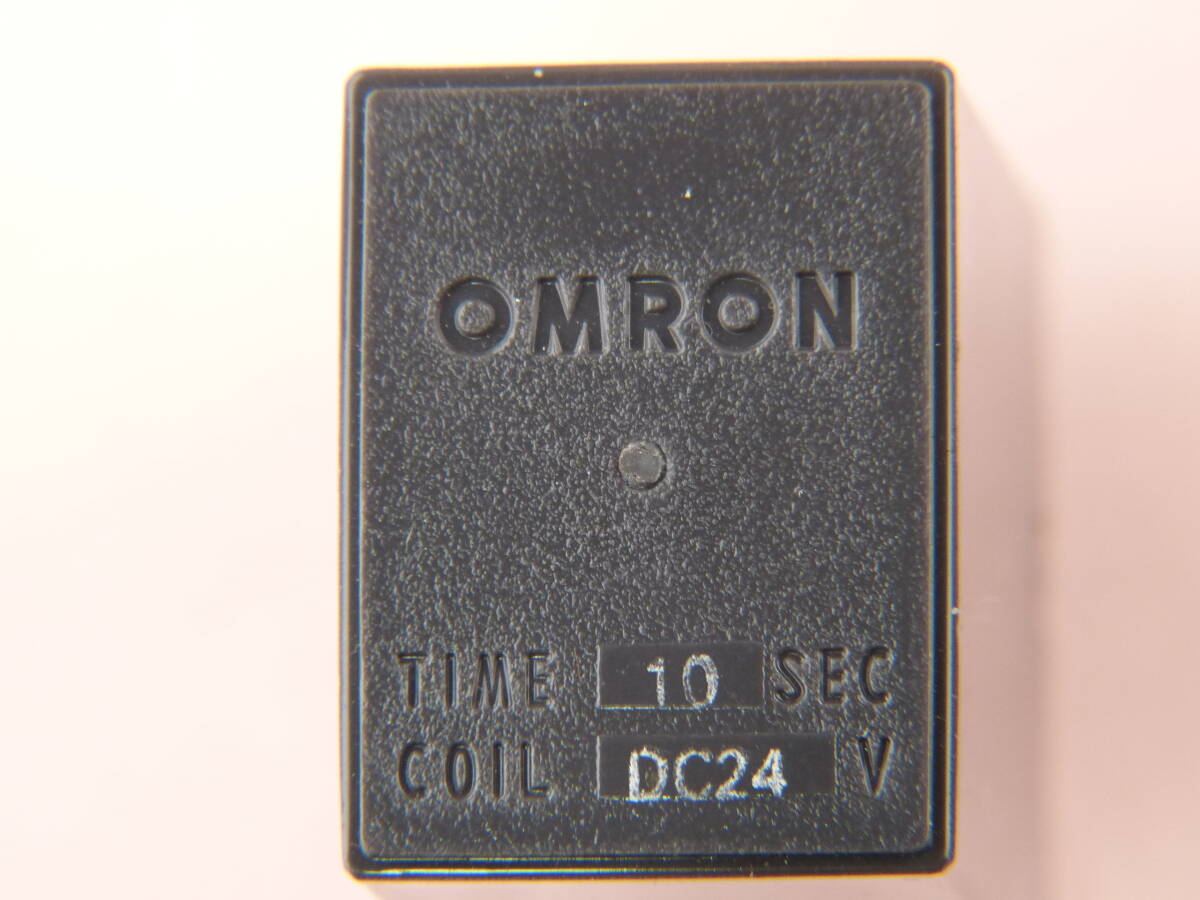 OMRON
TIME 10 SEC
COIL DC24 V